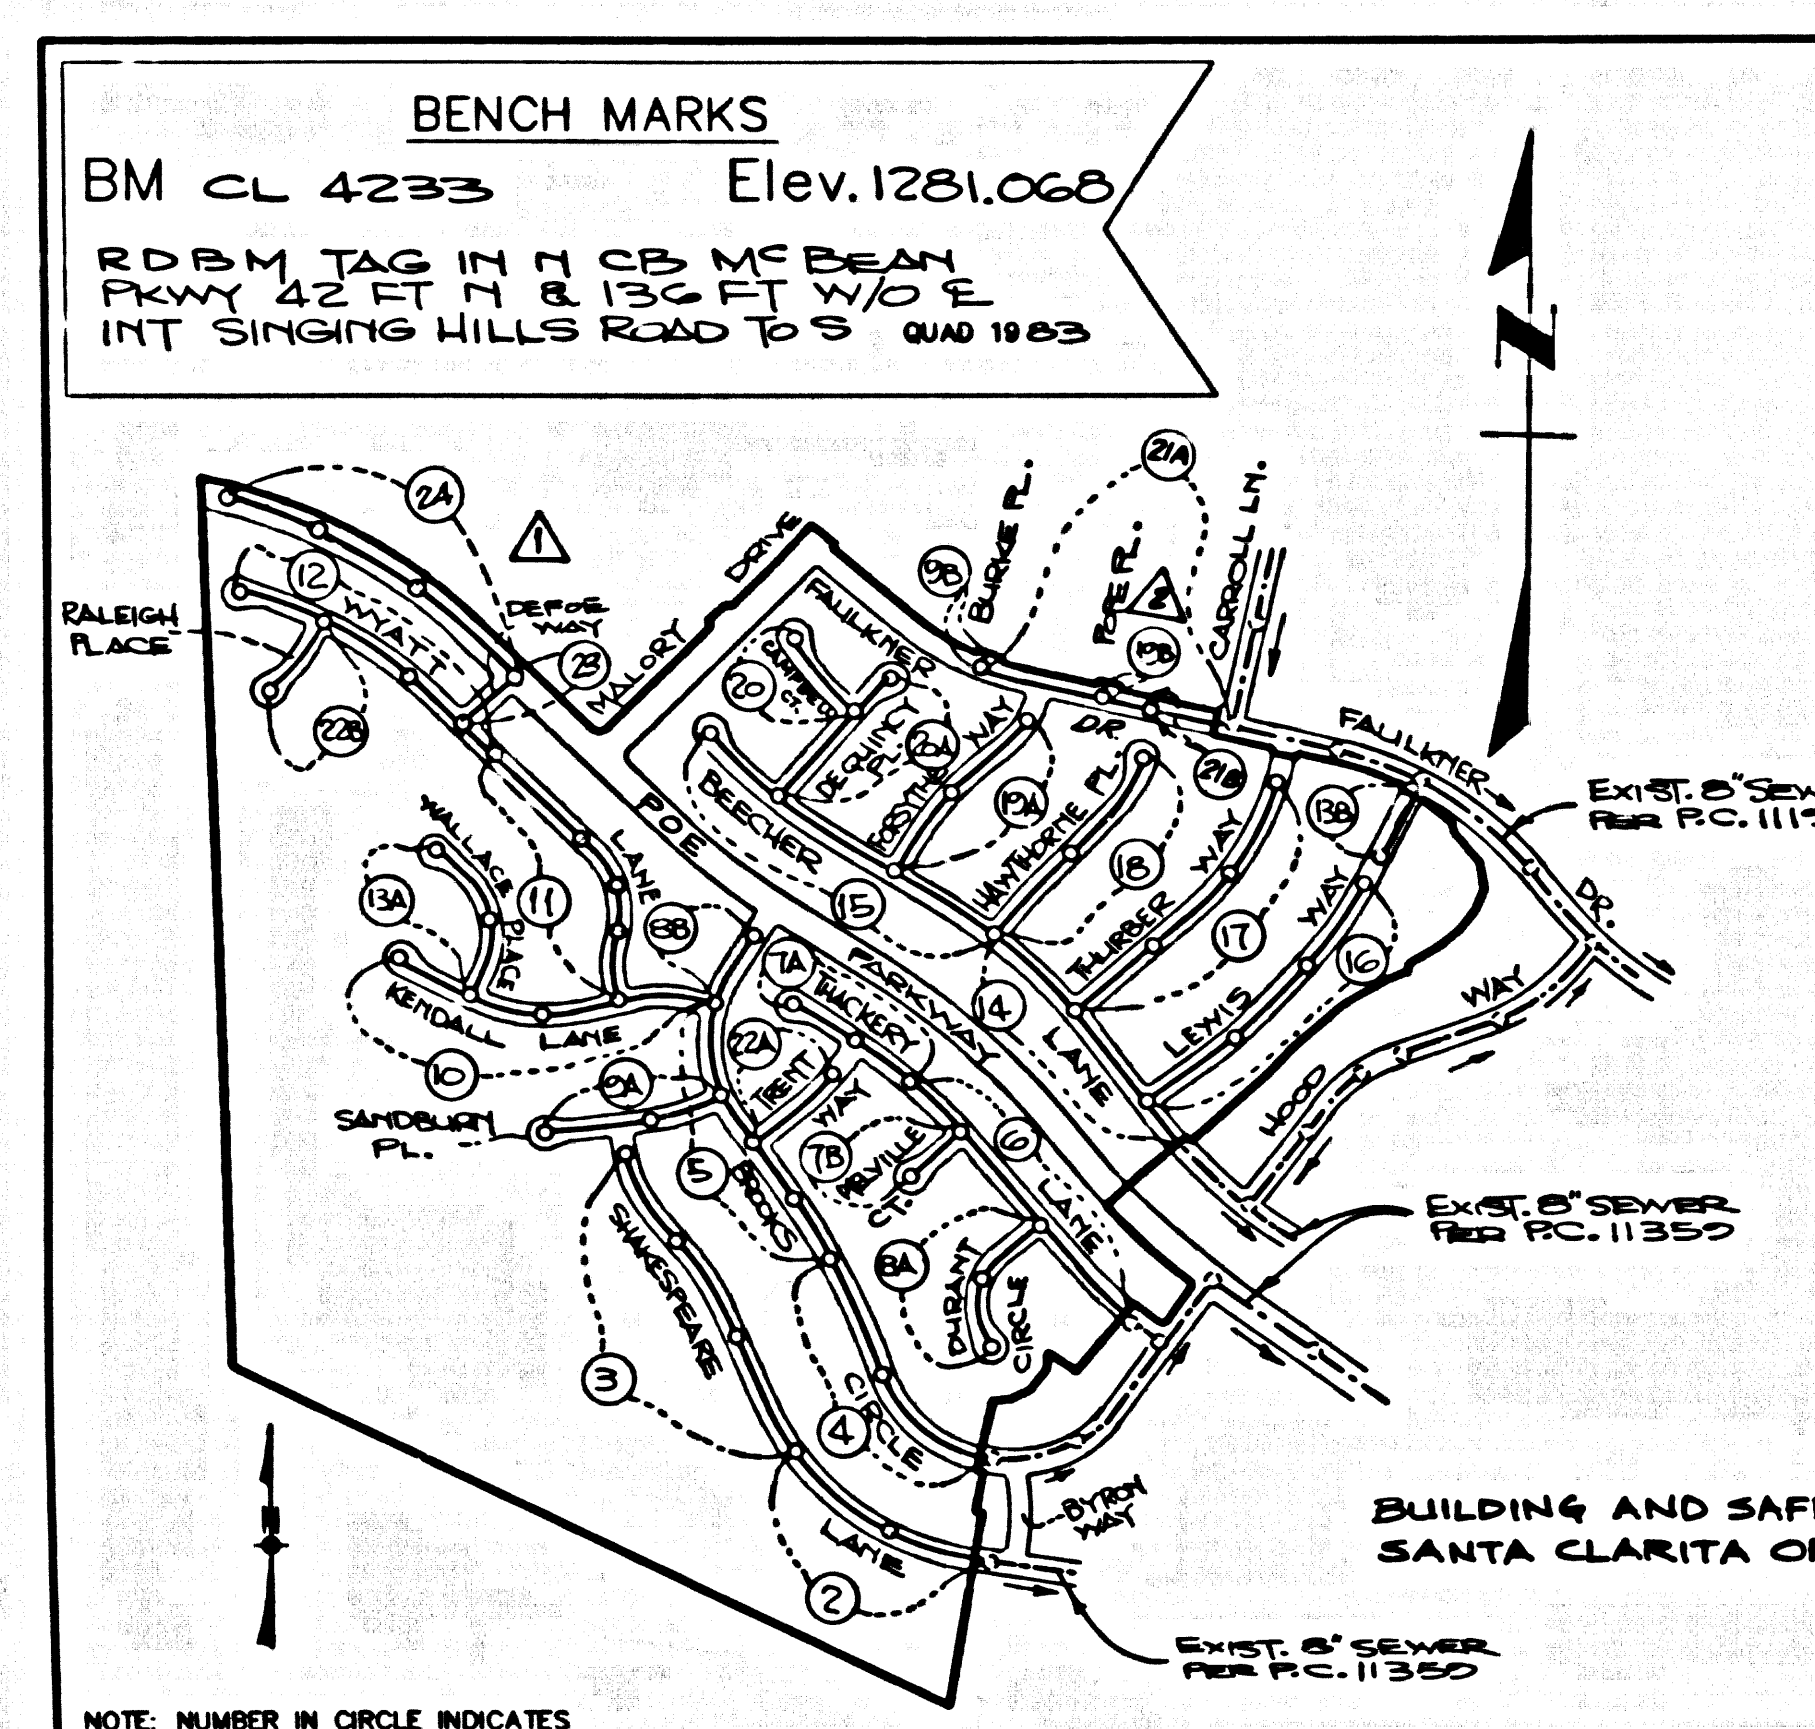 BENCH MARKS
BM CL 4233 Elev. 1281.068
RDBM TAG IN N CB McBEAN
PKWY 42 FT N & 136 FT W/O ℄
INT SINGING HILLS ROAD TO S QUAD 1983
N
24
1
21A
BURKE PL.
POPE PL.
2
CARROLL LN.
9B
19B
12
WYATT
LANE
RALEIGH
PLACE
DEFOE
WAY
23
MALORY DRIVE
FAULKNER DR.
CAMPBELL
CT.
20
DE QUINCY
PL.
20A
FORSYTHE WAY
19A
22B
BEECHER
LANE
POE PARKWAY
HAWTHORNE PL.
21B
13B
FAULKNER
DR.
EXIST. 8" SEW
PER P.C. 111
WALLACE PLACE
13A
11
8B
15
18
THURBER WAY
17
LEWIS WAY
16
7A
THACKERY
LANE
14
KENDALL LANE
10
22A
TRENT
WAY
9A
SANDBURN
PL.
5
7B
CT.
6
HOOD WAY
BROOKS
CIRCLE
SHAKESPEARE
LANE
8A
DURANT
CIRCLE
EXIST. 8" SEWER
PER P.C. 11359
3
4
BYRON
WAY
2
N
BUILDING AND SAF
SANTA CLARITA O
EXIST. 8" SEWER
PER P.C. 11359
NOTE: NUMBER IN CIRCLE INDICATES